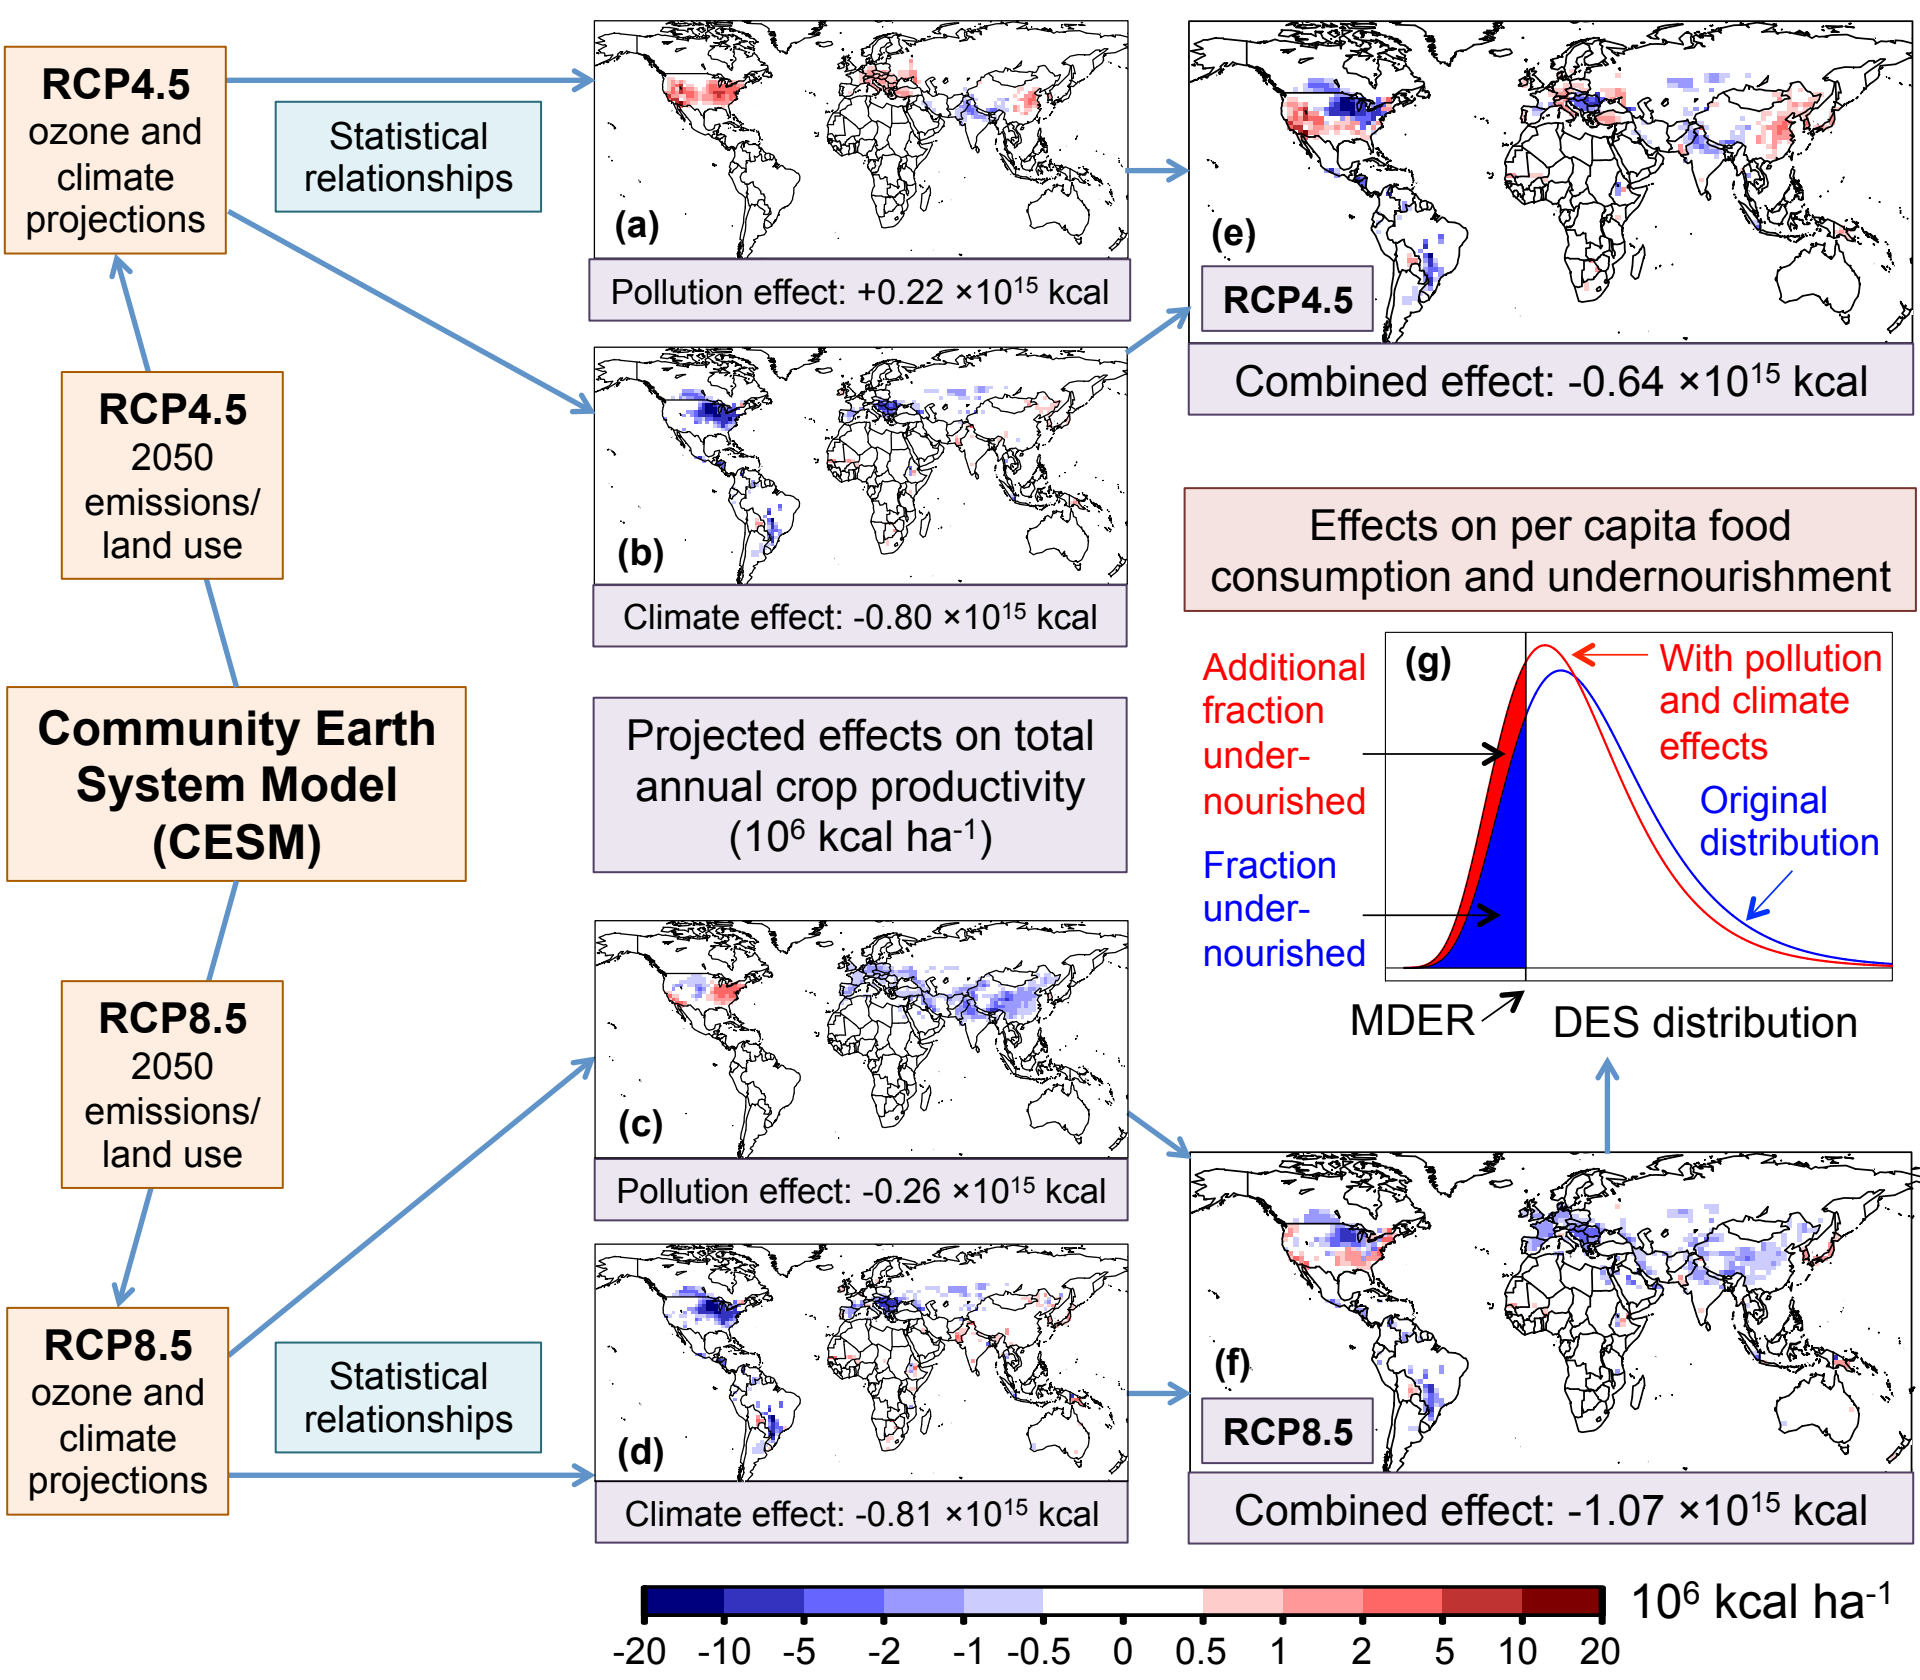 RCP4.5
ozone and
climate
projections
Statistical
relationships
RCP4.5
2050
emissions/
land use
Community Earth
System Model
(CESM)
RCP8.5
2050
emissions/
land use
RCP8.5
ozone and
climate
projections
Statistical
relationships
(a)
Pollution effect: +0.22 ×10¹⁵ kcal
(b)
Climate effect: -0.80 ×10¹⁵ kcal
Projected effects on total
annual crop productivity
(10⁶ kcal ha⁻¹)
(c)
Pollution effect: -0.26 ×10¹⁵ kcal
(d)
Climate effect: -0.81 ×10¹⁵ kcal
(e)
RCP4.5
Combined effect: -0.64 ×10¹⁵ kcal
Effects on per capita food
consumption and undernourishment
(g)
Additional
fraction
under-
nourished
Fraction
under-
nourished
With pollution
and climate
effects
Original
distribution
MDER
DES distribution
(f)
RCP8.5
Combined effect: -1.07 ×10¹⁵ kcal
10⁶ kcal ha⁻¹
-20 -10 -5 -2 -1 -0.5 0 0.5 1 2 5 10 20